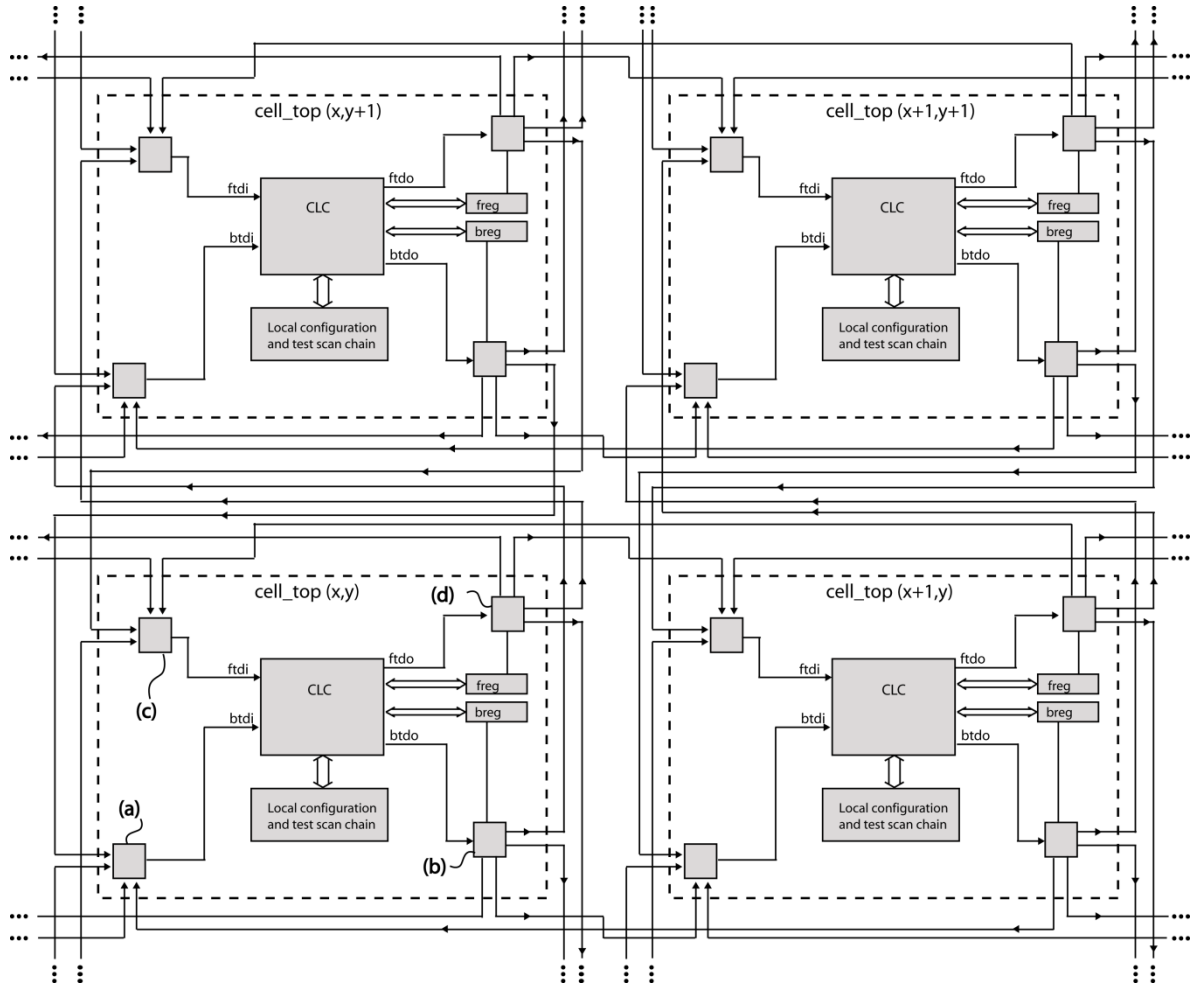 cell_top (x,y+1)
ftdi
btdi
CLC
ftdo
freg
breg
btdo
Local configuration
and test scan chain
cell_top (x+1,y+1)
ftdi
btdi
CLC
ftdo
freg
breg
btdo
Local configuration
and test scan chain
cell_top (x,y)
(d)
(c)
ftdi
btdi
CLC
ftdo
freg
breg
btdo
Local configuration
and test scan chain
(a)
(b)
cell_top (x+1,y)
ftdi
btdi
CLC
ftdo
freg
breg
btdo
Local configuration
and test scan chain